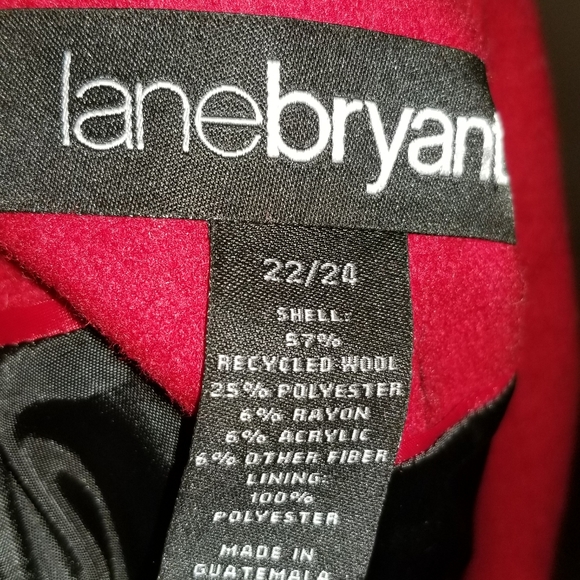 lanebryant
22/24
SHELL:
57%
RECYCLED WOOL
25% POLYESTER
6% RAYON
6% ACRYLIC
6% OTHER FIBER
LINING:
100%
POLYESTER
MADE IN
GUATEMALA